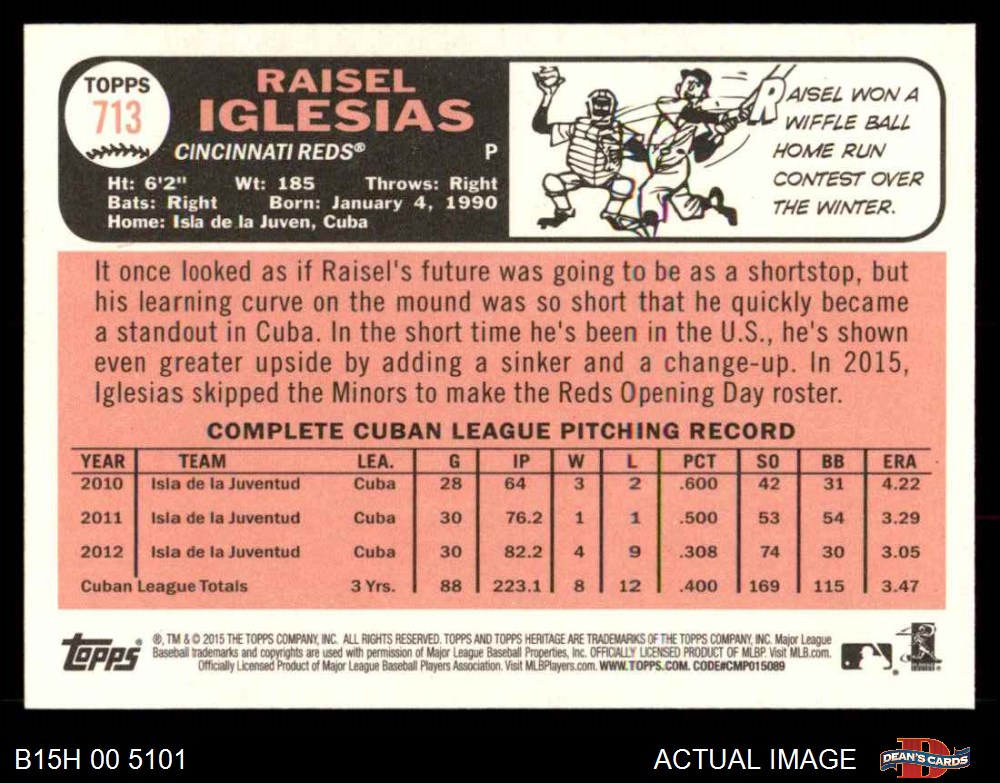 TOPPS
713
RAISEL
IGLESIAS
CINCINNATI REDS® P
Ht: 6'2" Wt: 185 Throws: Right
Bats: Right Born: January 4, 1990
Home: Isla de la Juven, Cuba
RAISEL WON A
WIFFLE BALL
HOME RUN
CONTEST OVER
THE WINTER.
It once looked as if Raisel's future was going to be as a shortstop, but
his learning curve on the mound was so short that he quickly became
a standout in Cuba. In the short time he's been in the U.S., he's shown
even greater upside by adding a sinker and a change-up. In 2015,
Iglesias skipped the Minors to make the Reds Opening Day roster.
COMPLETE CUBAN LEAGUE PITCHING RECORD
YEAR TEAM LEA. G IP W L PCT SO BB ERA
2010 Isla de la Juventud Cuba 28 64 3 2 .600 42 31 4.22
2011 Isla de la Juventud Cuba 30 76.2 1 1 .500 53 54 3.29
2012 Isla de la Juventud Cuba 30 82.2 4 9 .308 74 30 3.05
Cuban League Totals 3 Yrs. 88 223.1 8 12 .400 169 115 3.47
topps
®, TM & © 2015 THE TOPPS COMPANY, INC. ALL RIGHTS RESERVED. TOPPS AND TOPPS HERITAGE ARE TRADEMARKS OF THE TOPPS COMPANY, INC. Major League
Baseball trademarks and copyrights are used with permission of Major League Baseball Properties, Inc. OFFICIALLY LICENSED PRODUCT OF MLBP. Visit MLB.com.
Officially Licensed Product of Major League Baseball Players Association. Visit MLBPlayers.com. WWW.TOPPS.COM. CODE#CMP015089
B15H 00 5101 ACTUAL IMAGE DEAN'S CARDS